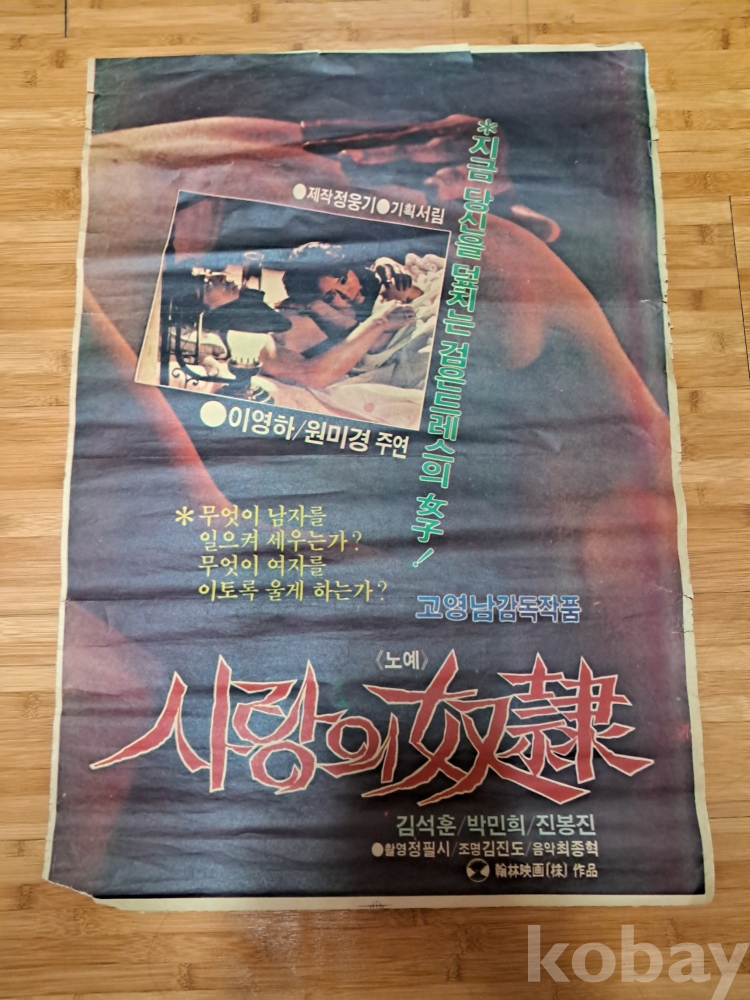 ●제작정웅기●기획서림
*지금 당신을 덮치는 검은드레스의 女子!
●이영하/원미경 주연
*무엇이 남자를
일으켜 세우는가?
무엇이 여자를
이토록 울게 하는가?
고영남감독작품
《노예》
사랑의奴隷
김석훈/박민희/진봉진
●촬영정필시/조명김진도/음악최종혁
翰林映画(株) 作品
kobay